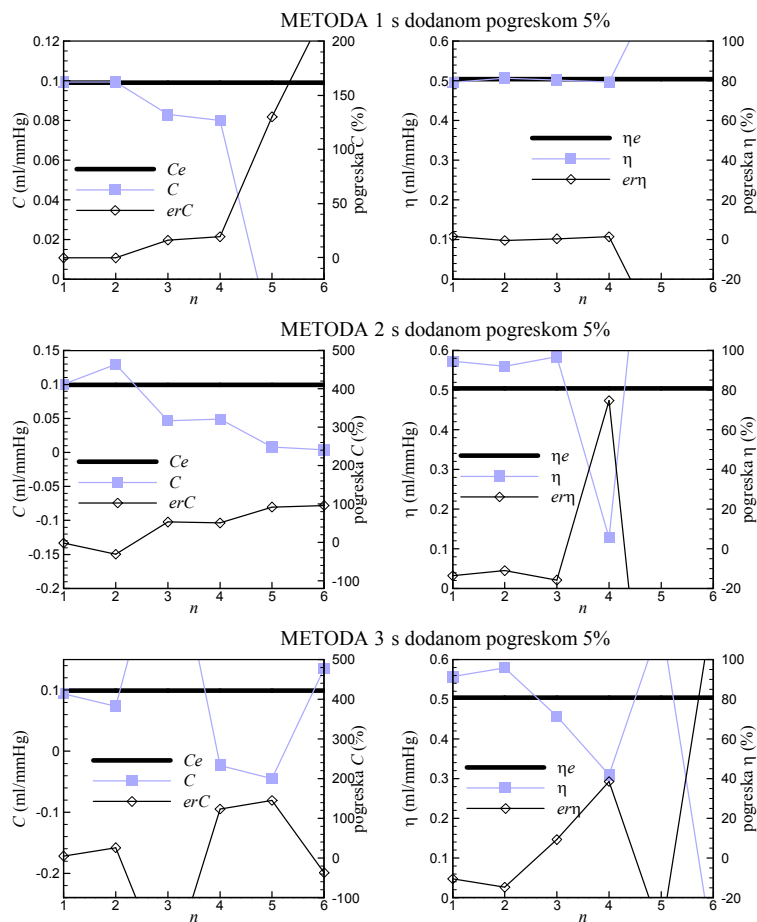 METODA 1 s dodanom pogreskom 5%
0.12
0.1
0.08
0.06
0.04
0.02
0
C (ml/mmHg)
Ce
C
erC
1 2 3 4 5 6
n
200
150
100
50
0
pogreska C (%)
0.6
0.5
0.4
0.3
0.2
0.1
0
η (ml/mmHg)
ηe
η
erη
1 2 3 4 5 6
n
100
80
60
40
20
0
-20
pogreska η (%)
METODA 2 s dodanom pogreskom 5%
0.15
0.1
0.05
0
-0.05
-0.1
-0.15
-0.2
C (ml/mmHg)
Ce
C
erC
1 2 3 4 5 6
n
500
400
300
200
100
0
-100
pogreska C (%)
0.6
0.5
0.4
0.3
0.2
0.1
0
η (ml/mmHg)
ηe
η
erη
1 2 3 4 5 6
n
100
80
60
40
20
0
-20
pogreska η (%)
METODA 3 s dodanom pogreskom 5%
0.1
0
-0.1
-0.2
C (ml/mmHg)
Ce
C
erC
1 2 3 4 5 6
n
500
400
300
200
100
0
-100
pogreska C (%)
0.6
0.5
0.4
0.3
0.2
0.1
0
η (ml/mmHg)
ηe
η
erη
1 2 3 4 5 6
n
100
80
60
40
20
0
-20
pogreska η (%)